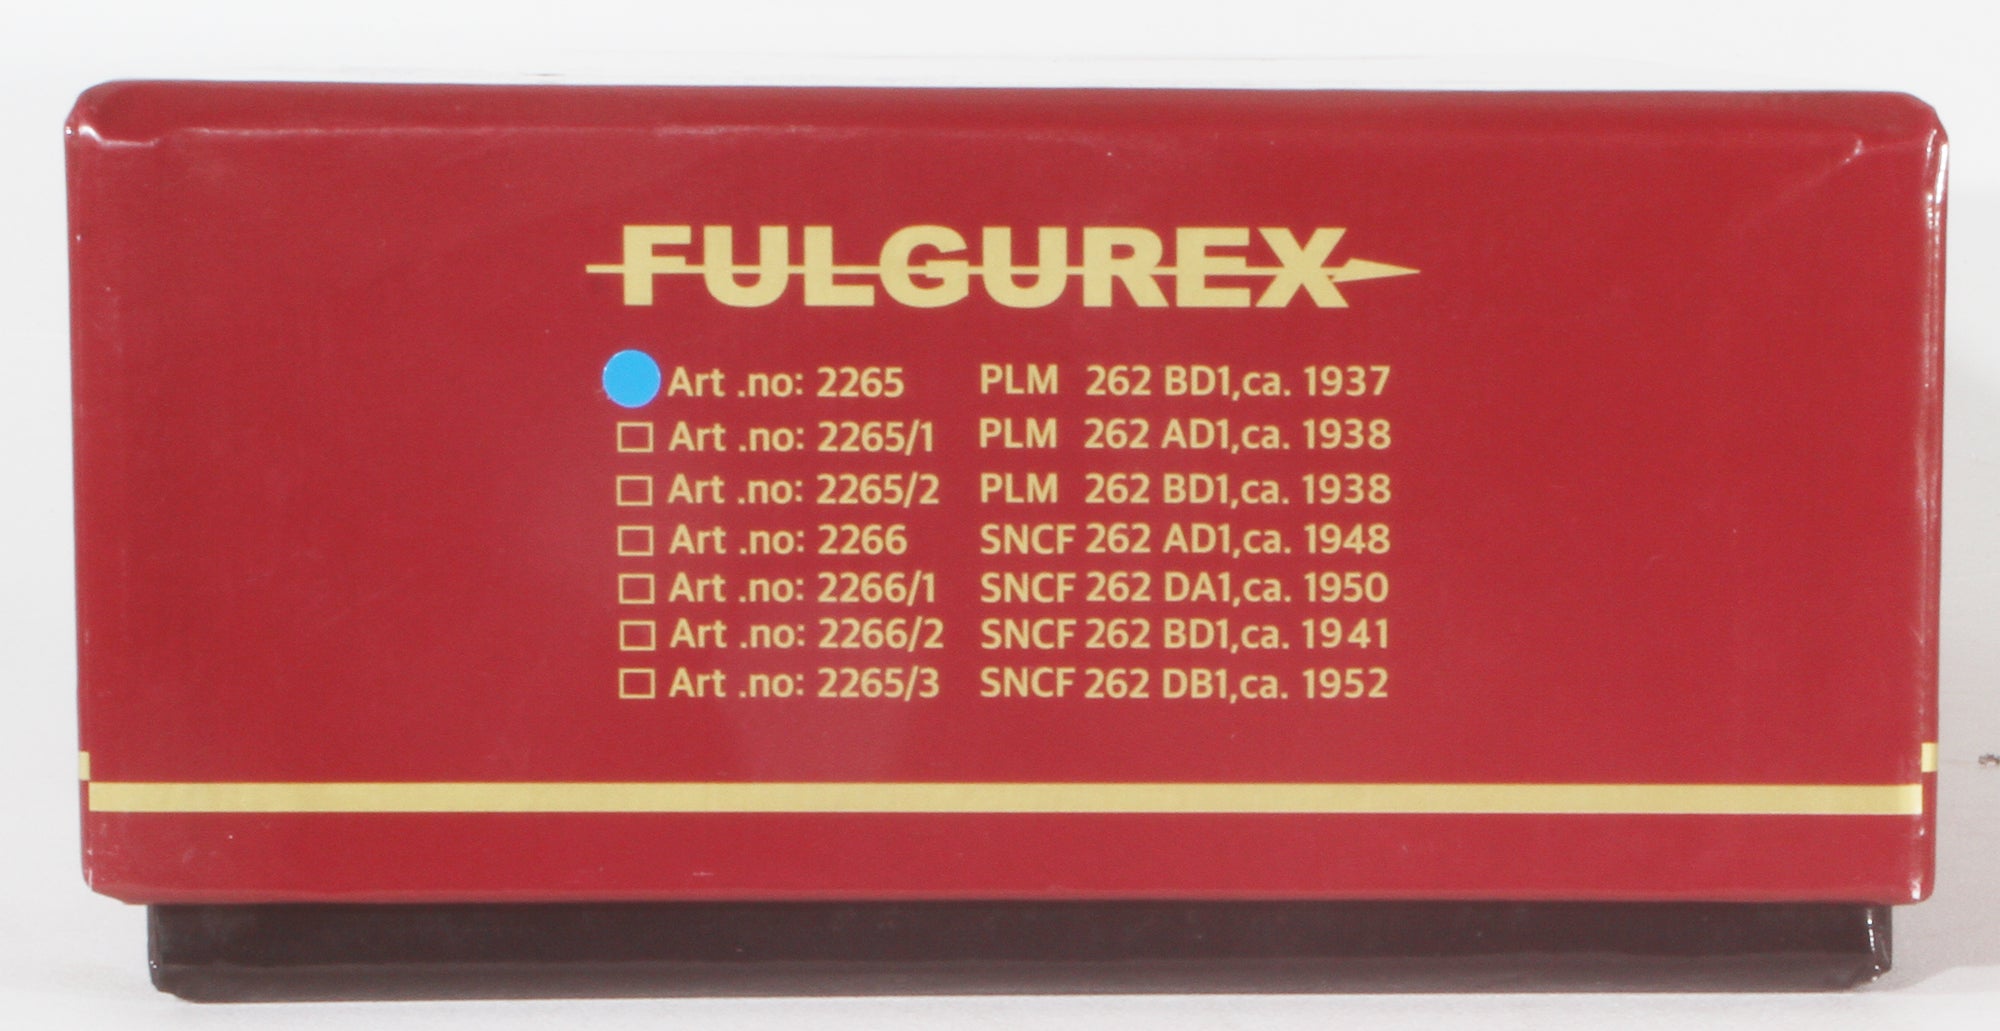 FULGUREX
Art .no: 2265 PLM 262 BD1,ca. 1937
Art .no: 2265/1 PLM 262 AD1,ca. 1938
Art .no: 2265/2 PLM 262 BD1,ca. 1938
Art .no: 2266 SNCF 262 AD1,ca. 1948
Art .no: 2266/1 SNCF 262 DA1,ca. 1950
Art .no: 2266/2 SNCF 262 BD1,ca. 1941
Art .no: 2265/3 SNCF 262 DB1,ca. 1952